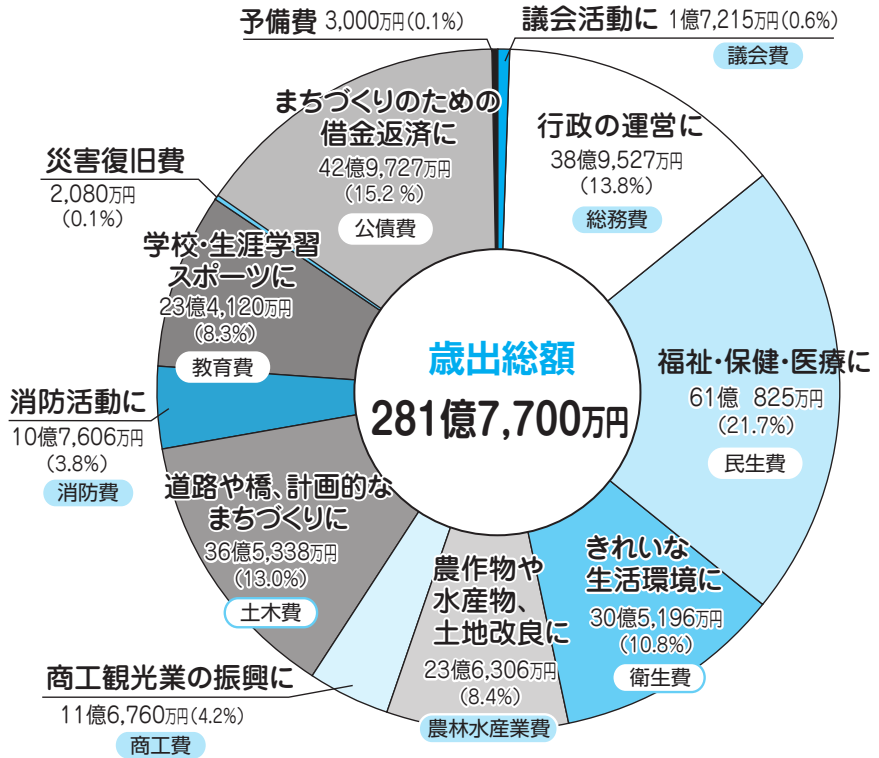 予備費 3,000万円(0.1%)
議会活動に 1億7,215万円(0.6%)
議会費
行政の運営に
38億9,527万円
(13.8%)
総務費
福祉・保健・医療に
61億 825万円
(21.7%)
民生費
きれいな
生活環境に
30億5,196万円
(10.8%)
衛生費
農作物や
水産物、
土地改良に
23億6,306万円
(8.4%)
農林水産業費
商工観光業の振興に
11億6,760万円(4.2%)
商工費
道路や橋、計画的な
まちづくりに
36億5,338万円
(13.0%)
土木費
消防活動に
10億7,606万円
(3.8%)
消防費
学校・生涯学習
スポーツに
23億4,120万円
(8.3%)
教育費
災害復旧費
2,080万円
(0.1%)
まちづくりのための
借金返済に
42億9,727万円
(15.2 %)
公債費
歳出総額
281億7,700万円